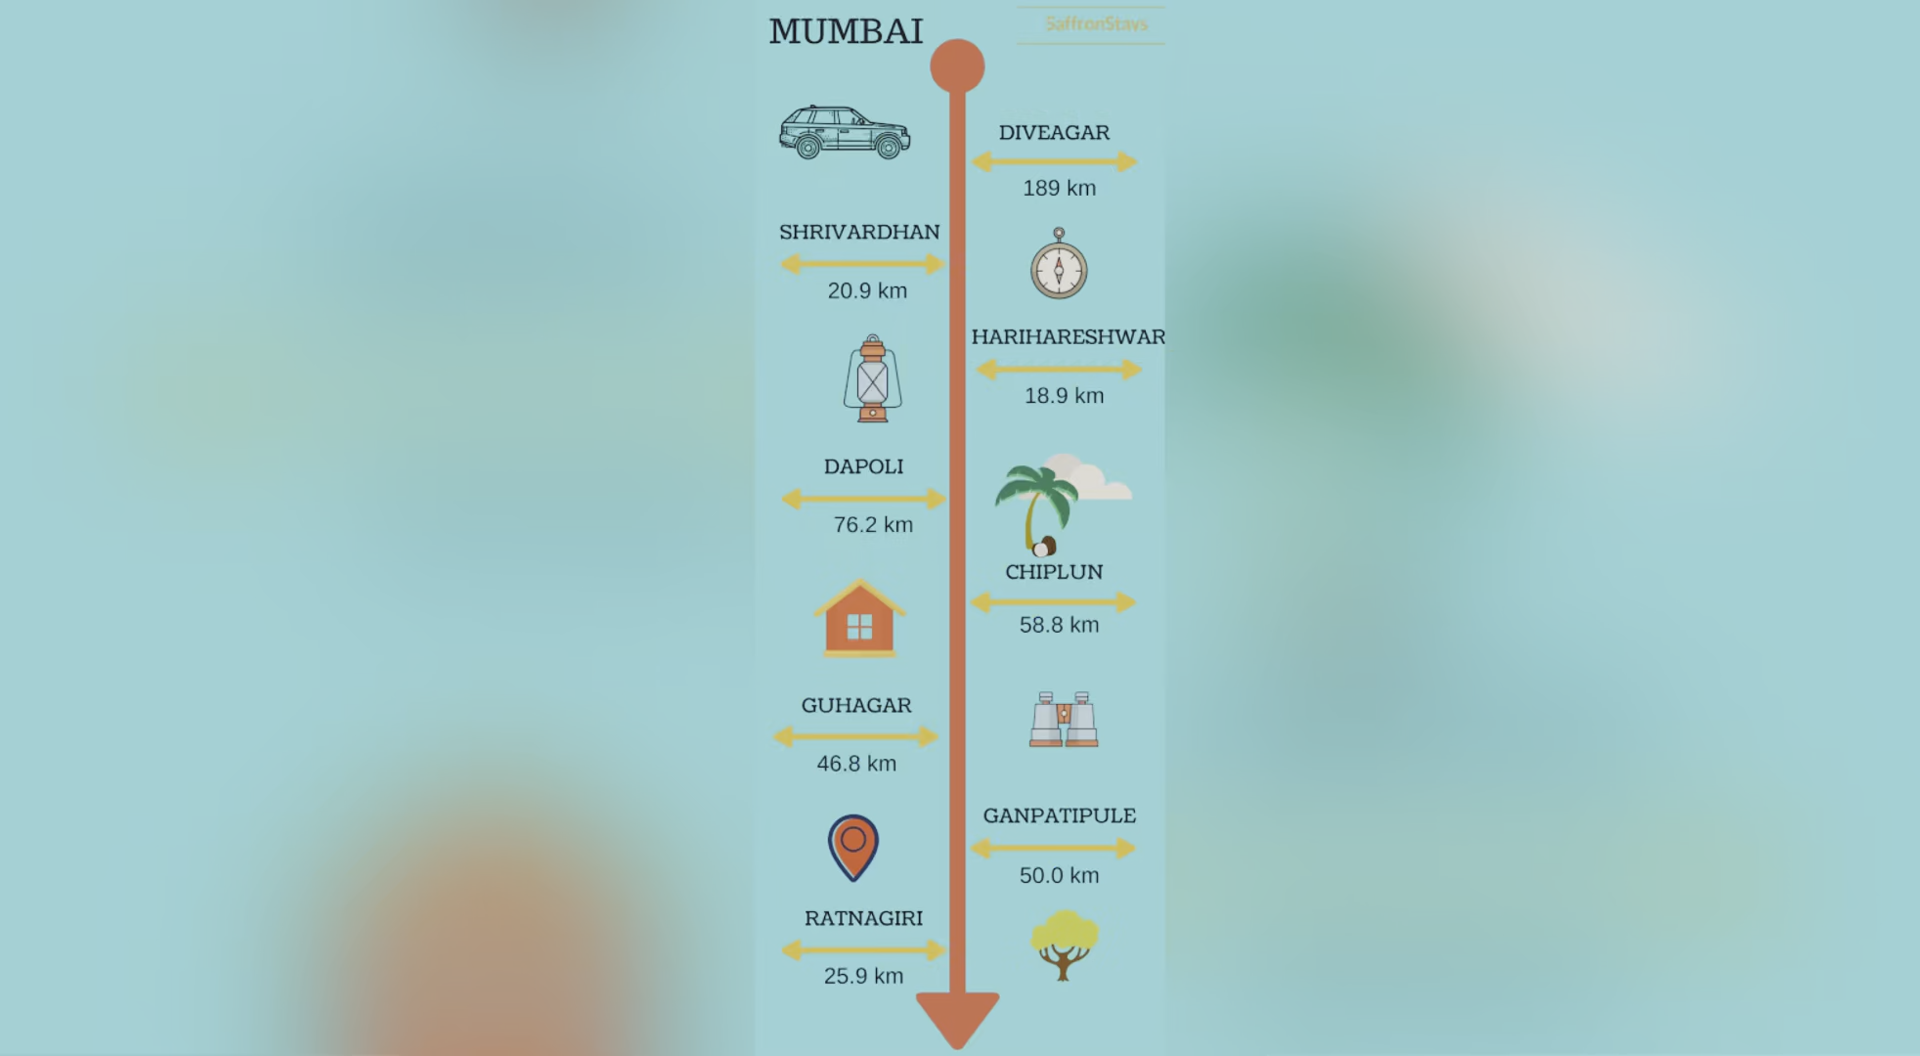 MUMBAI
SaffronStays
DIVEAGAR
189 km
SHRIVARDHAN
20.9 km
HARIHARESHWAR
18.9 km
DAPOLI
76.2 km
CHIPLUN
58.8 km
GUHAGAR
46.8 km
GANPATIPULE
50.0 km
RATNAGIRI
25.9 km